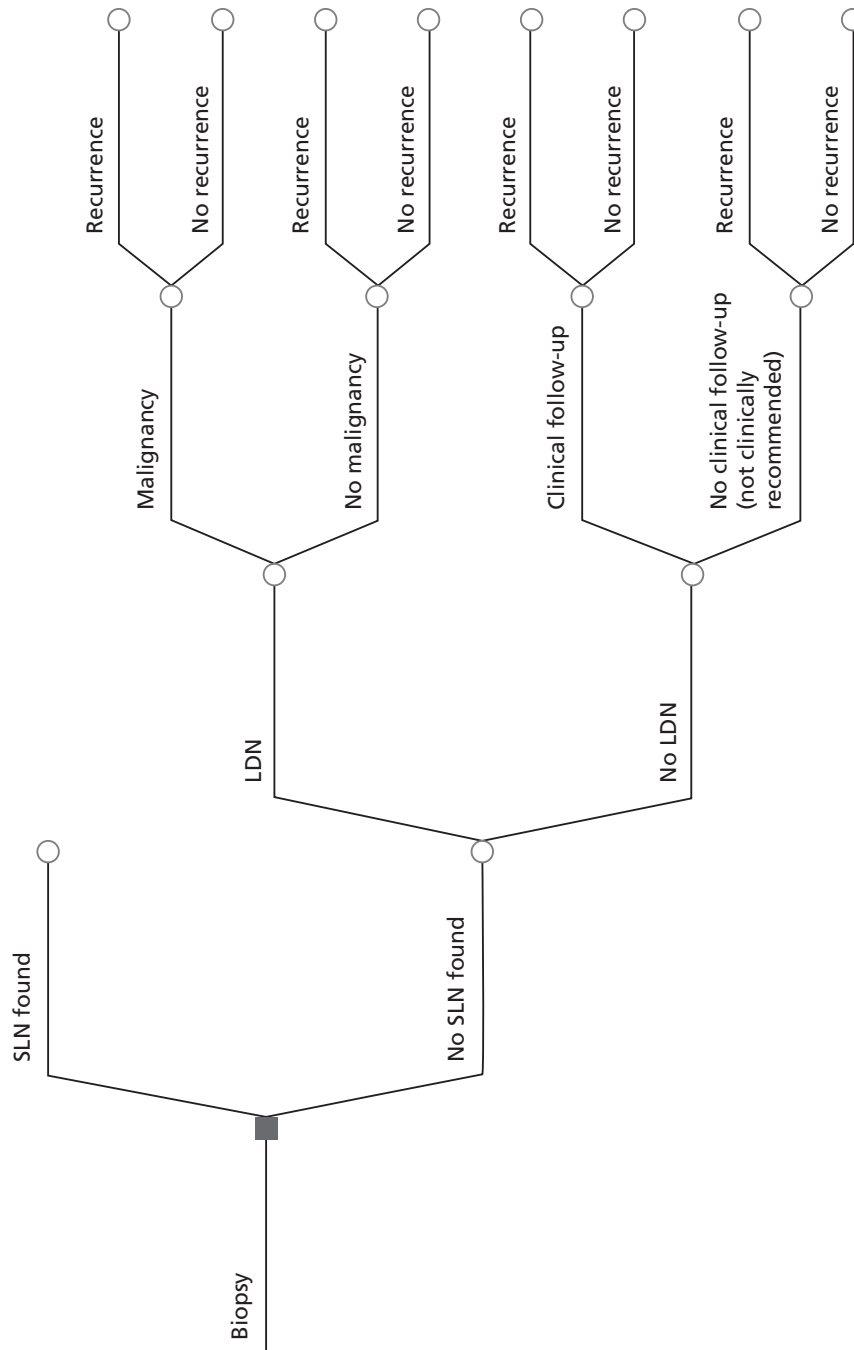 Biopsy
SLN found
No SLN found
LDN
No LDN
Malignancy
No malignancy
Clinical follow-up
No clinical follow-up
(not clinically
recommended)
Recurrence
No recurrence
Recurrence
No recurrence
Recurrence
No recurrence
Recurrence
No recurrence